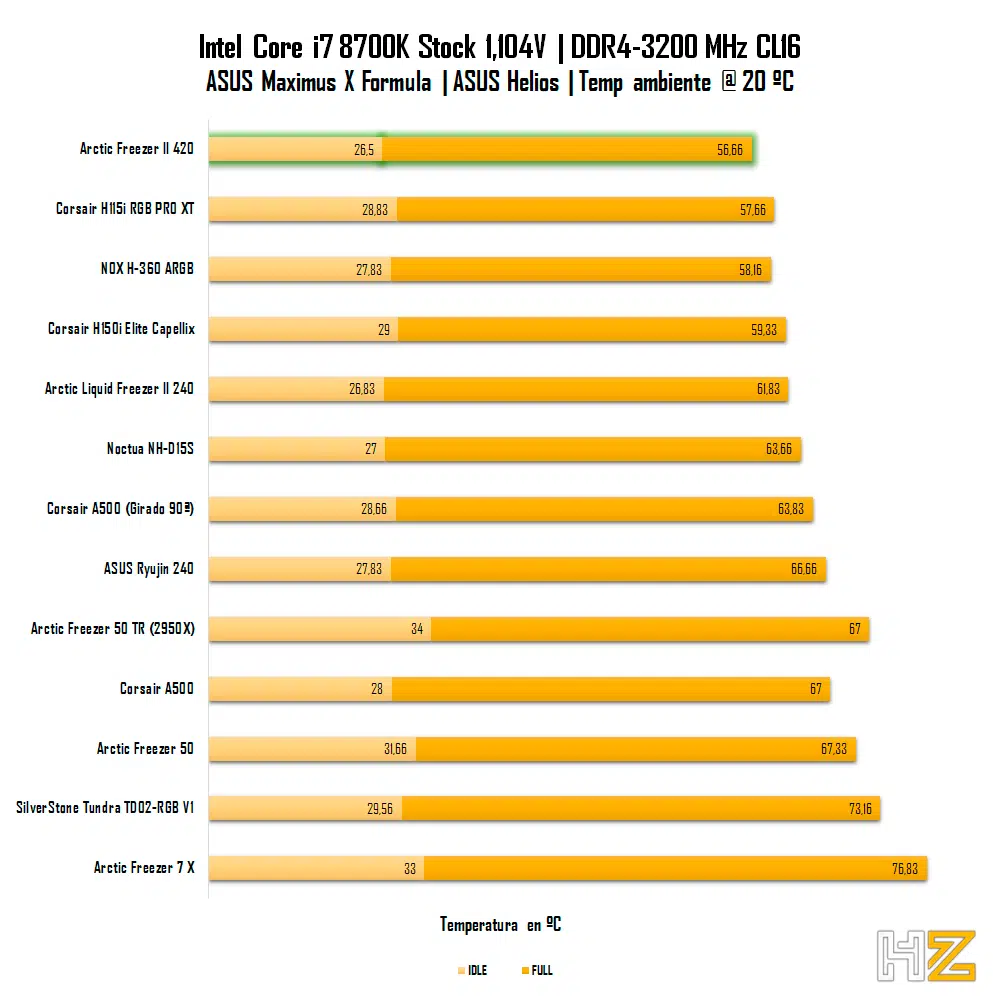 Intel Core i7 8700K Stock 1,104V | DDR4-3200 MHz CL16
ASUS Maximus X Formula | ASUS Helios | Temp ambiente @ 20 ºC
Arctic Freezer II 420 26,5 56,66
Corsair H115i RGB PRO XT 28,83 57,66
NOX H-360 ARGB 27,83 58,16
Corsair H150i Elite Capellix 29 59,33
Arctic Liquid Freezer II 240 26,83 61,83
Noctua NH-D15S 27 63,66
Corsair A500 (Girado 90ª) 28,66 63,83
ASUS Ryujin 240 27,83 66,66
Arctic Freezer 50 TR (2950X) 34 67
Corsair A500 28 67
Arctic Freezer 50 31,66 67,33
SilverStone Tundra TD02-RGB V1 29,56 73,16
Arctic Freezer 7 X 33 76,83
Temperatura en ºC
IDLE FULL
HZ